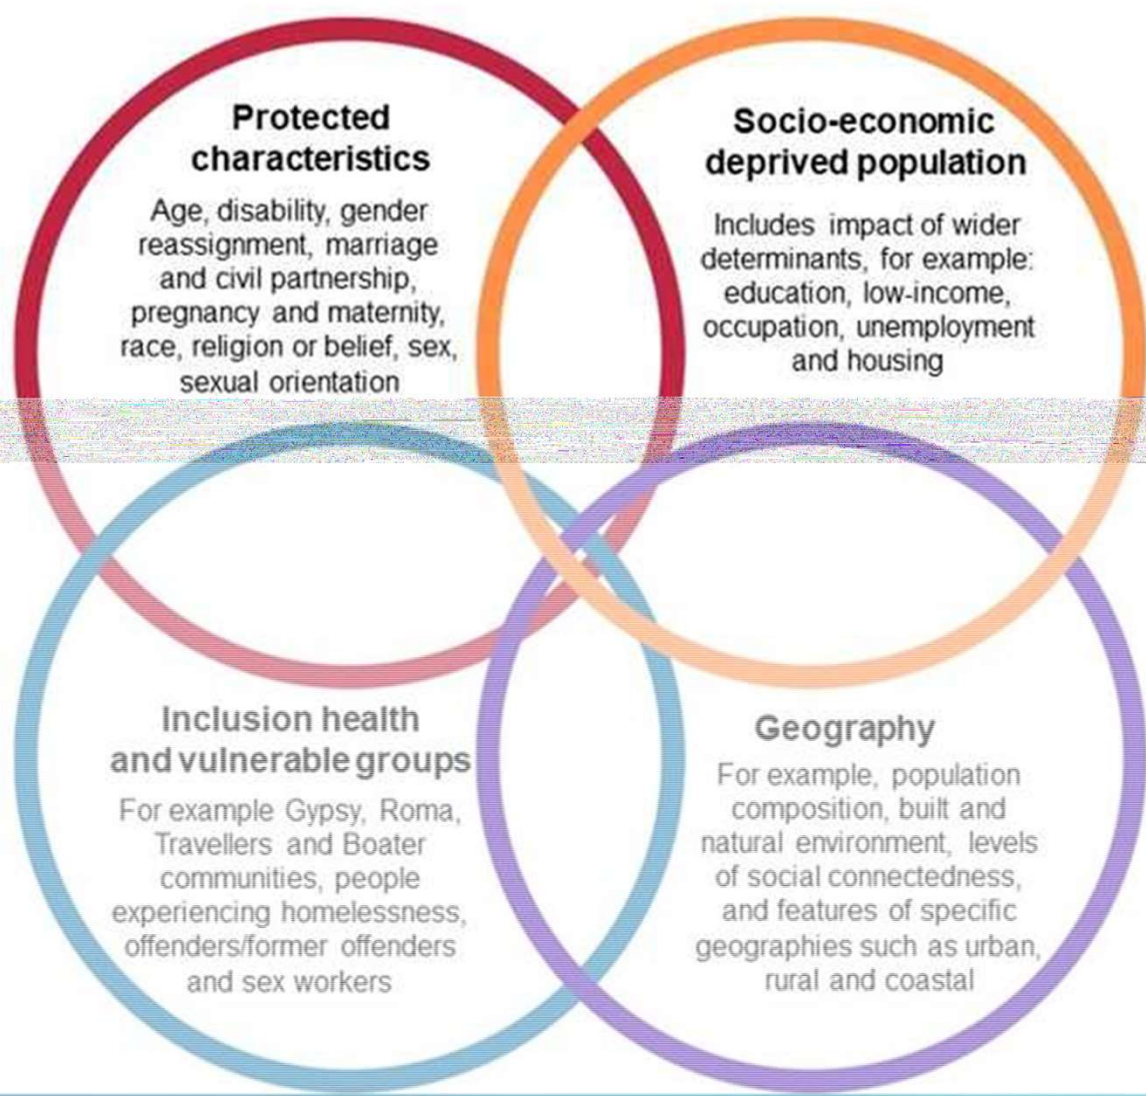 Protected
characteristics
Age, disability, gender
reassignment, marriage
and civil partnership,
pregnancy and maternity,
race, religion or belief, sex,
sexual orientation
Socio-economic
deprived population
Includes impact of wider
determinants, for example:
education, low-income,
occupation, unemployment
and housing
Inclusion health
and vulnerable groups
For example Gypsy, Roma,
Travellers and Boater
communities, people
experiencing homelessness,
offenders/former offenders
and sex workers
Geography
For example, population
composition, built and
natural environment, levels
of social connectedness,
and features of specific
geographies such as urban,
rural and coastal